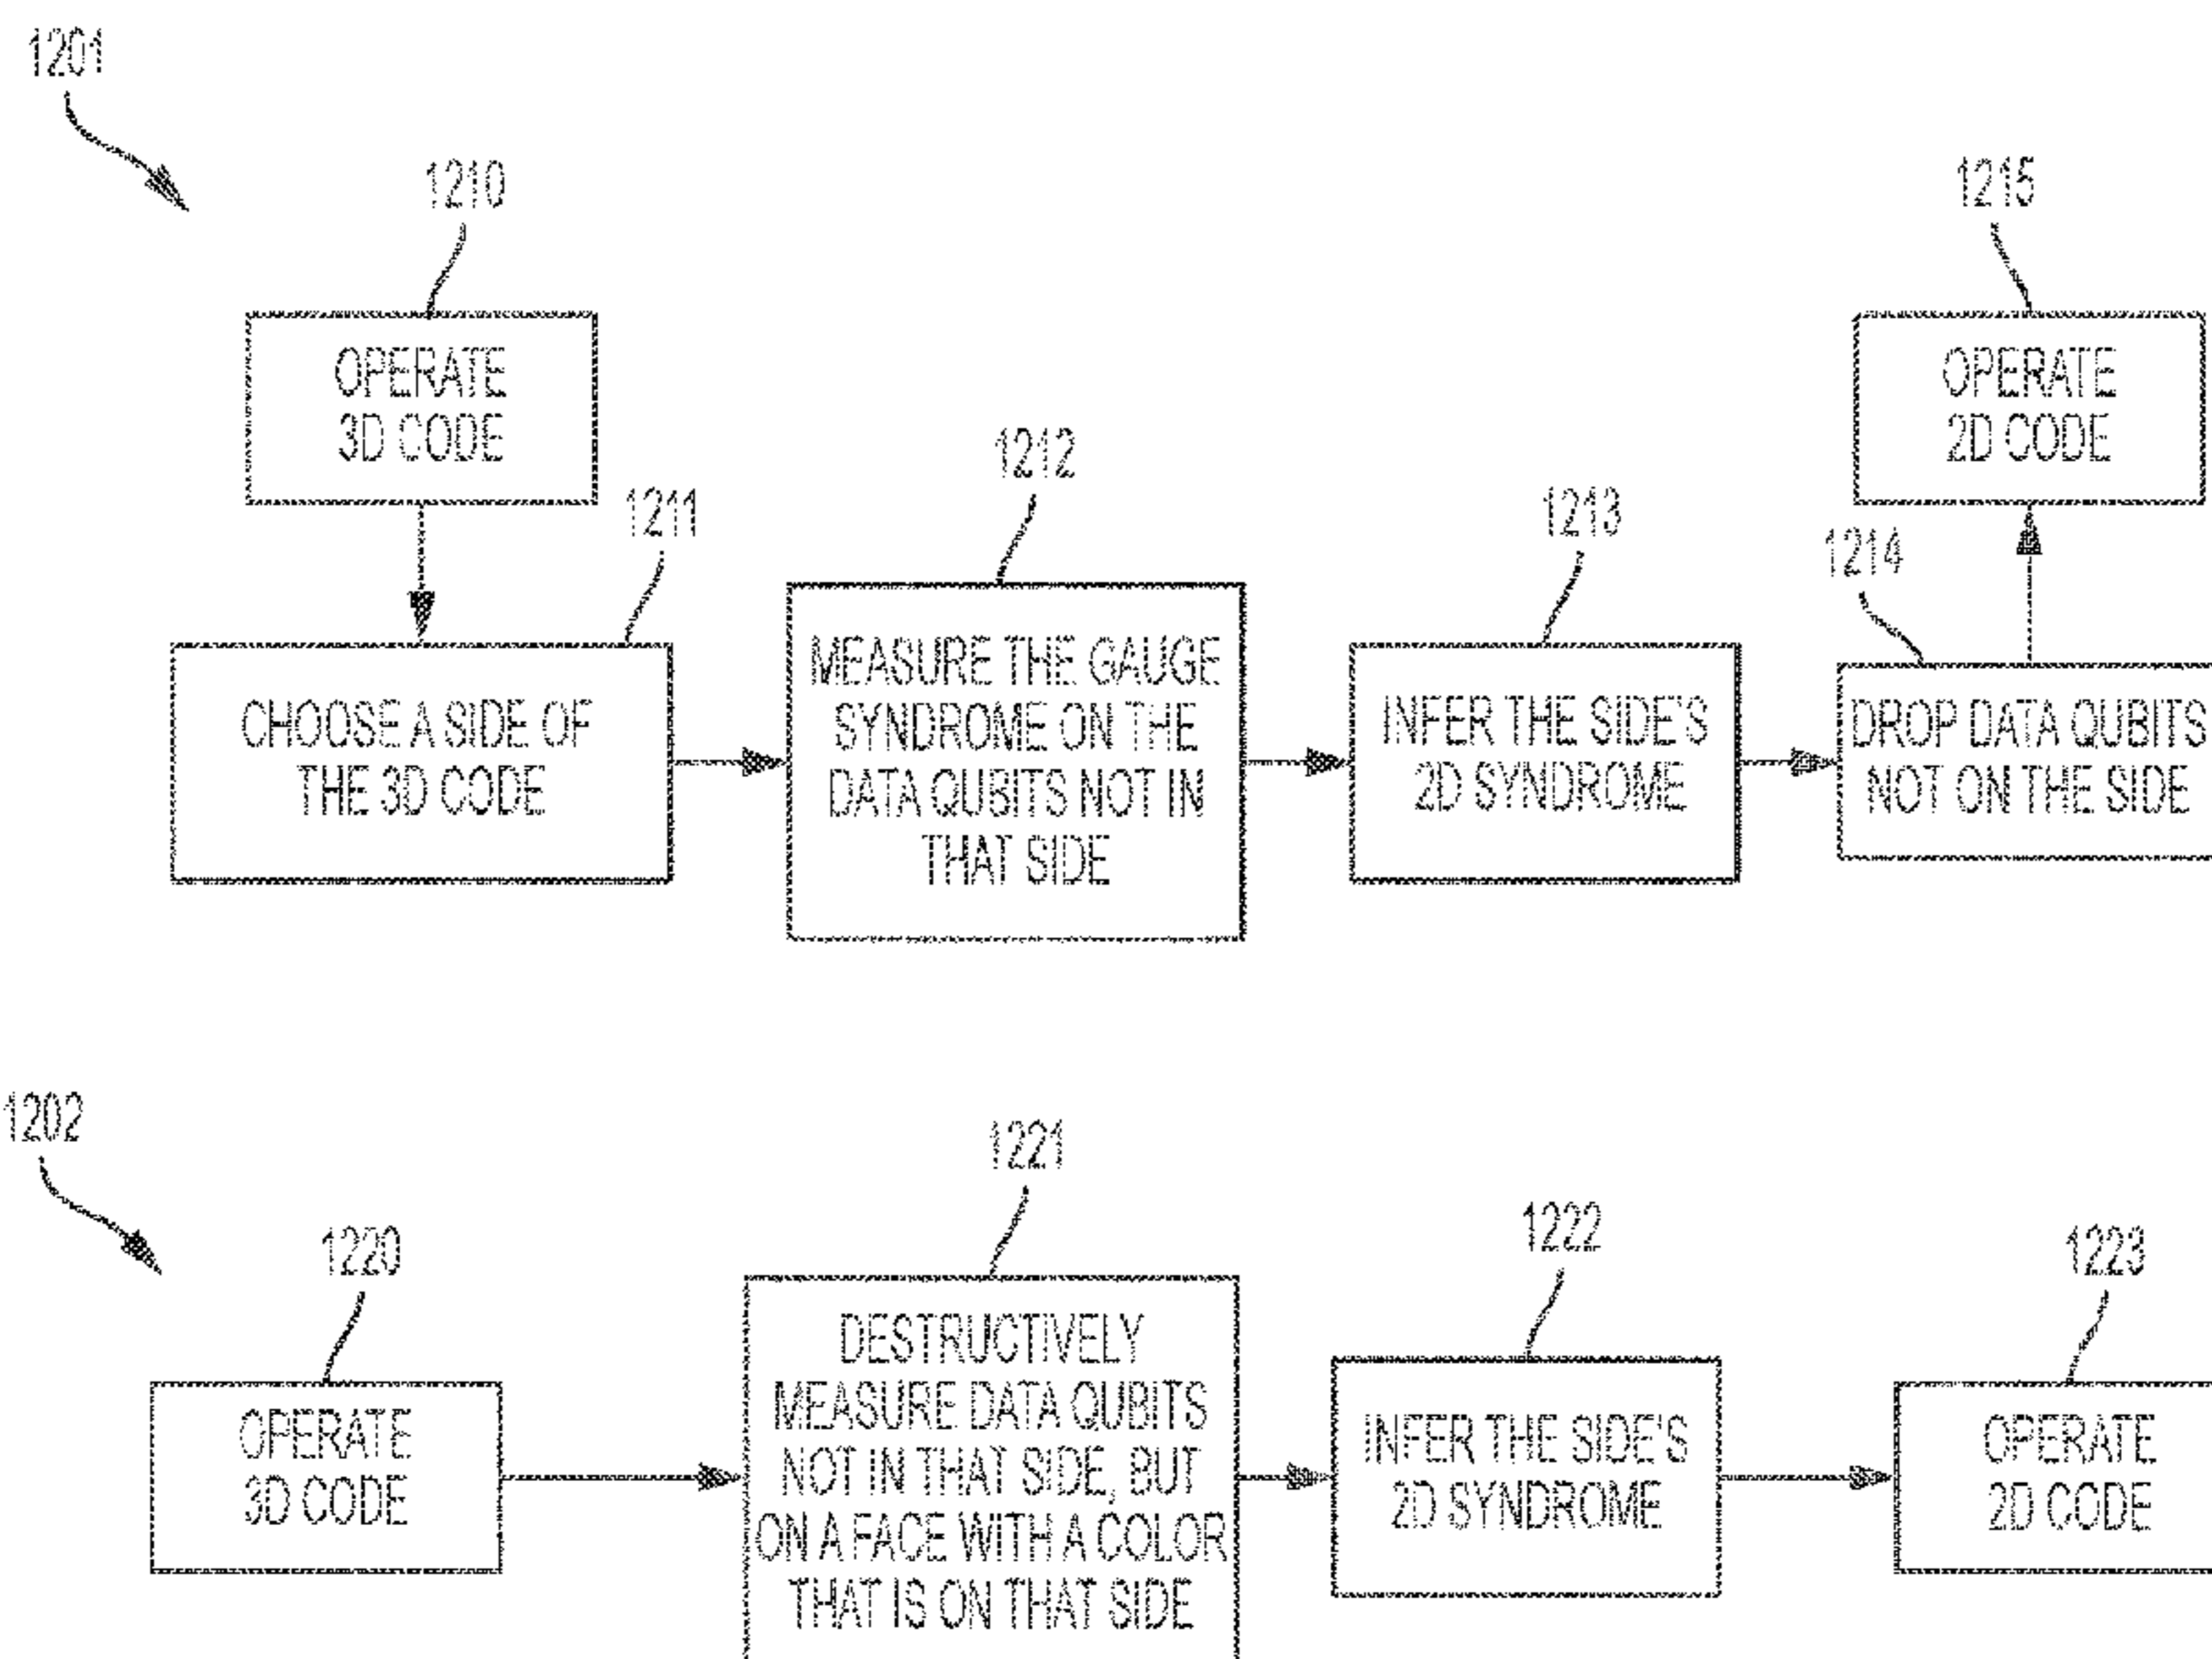 1201
1210
OPERATE
3D CODE
1211
CHOOSE A SIDE OF
THE 3D CODE
1212
MEASURE THE GAUGE
SYNDROME ON THE
DATA QUBITS NOT IN
THAT SIDE
1213
INFER THE SIDE'S
2D SYNDROME
1214
DROP DATA QUBITS
NOT ON THE SIDE
1215
OPERATE
2D CODE
1202
1220
OPERATE
3D CODE
1221
DESTRUCTIVELY
MEASURE DATA QUBITS
NOT IN THAT SIDE, BUT
ON A FACE WITH A COLOR
THAT IS ON THAT SIDE
1222
INFER THE SIDE'S
2D SYNDROME
1223
OPERATE
2D CODE